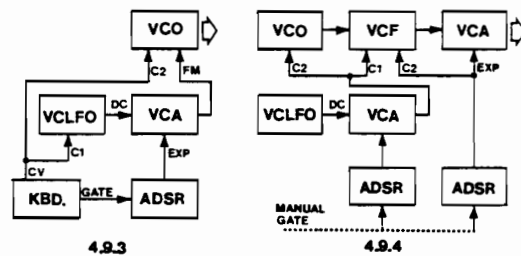 VCO
C2
FM
VCLFO
DC
VCA
C1
EXP
CV
KBD.
GATE
ADSR
4.9.3
VCO
VCF
VCA
C2
C1
C2
EXP
VCLFO
DC
VCA
ADSR
ADSR
MANUAL
GATE
4.9.4